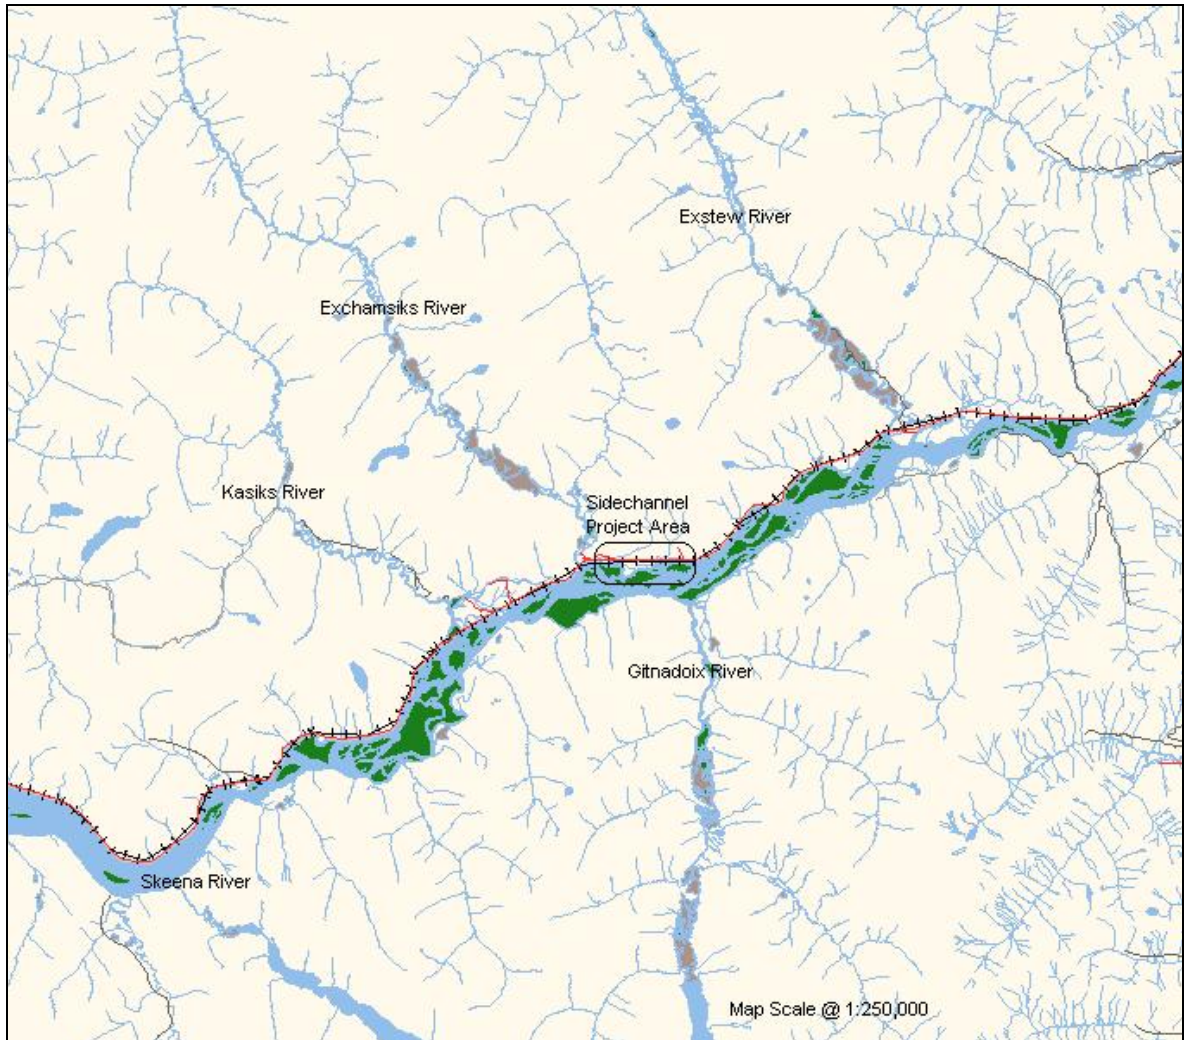 Exstew River
Exchamsiks River
Kasiks River
Sidechannel
Project Area
Gitnadoix River
Skeena River
Map Scale @ 1:250,000